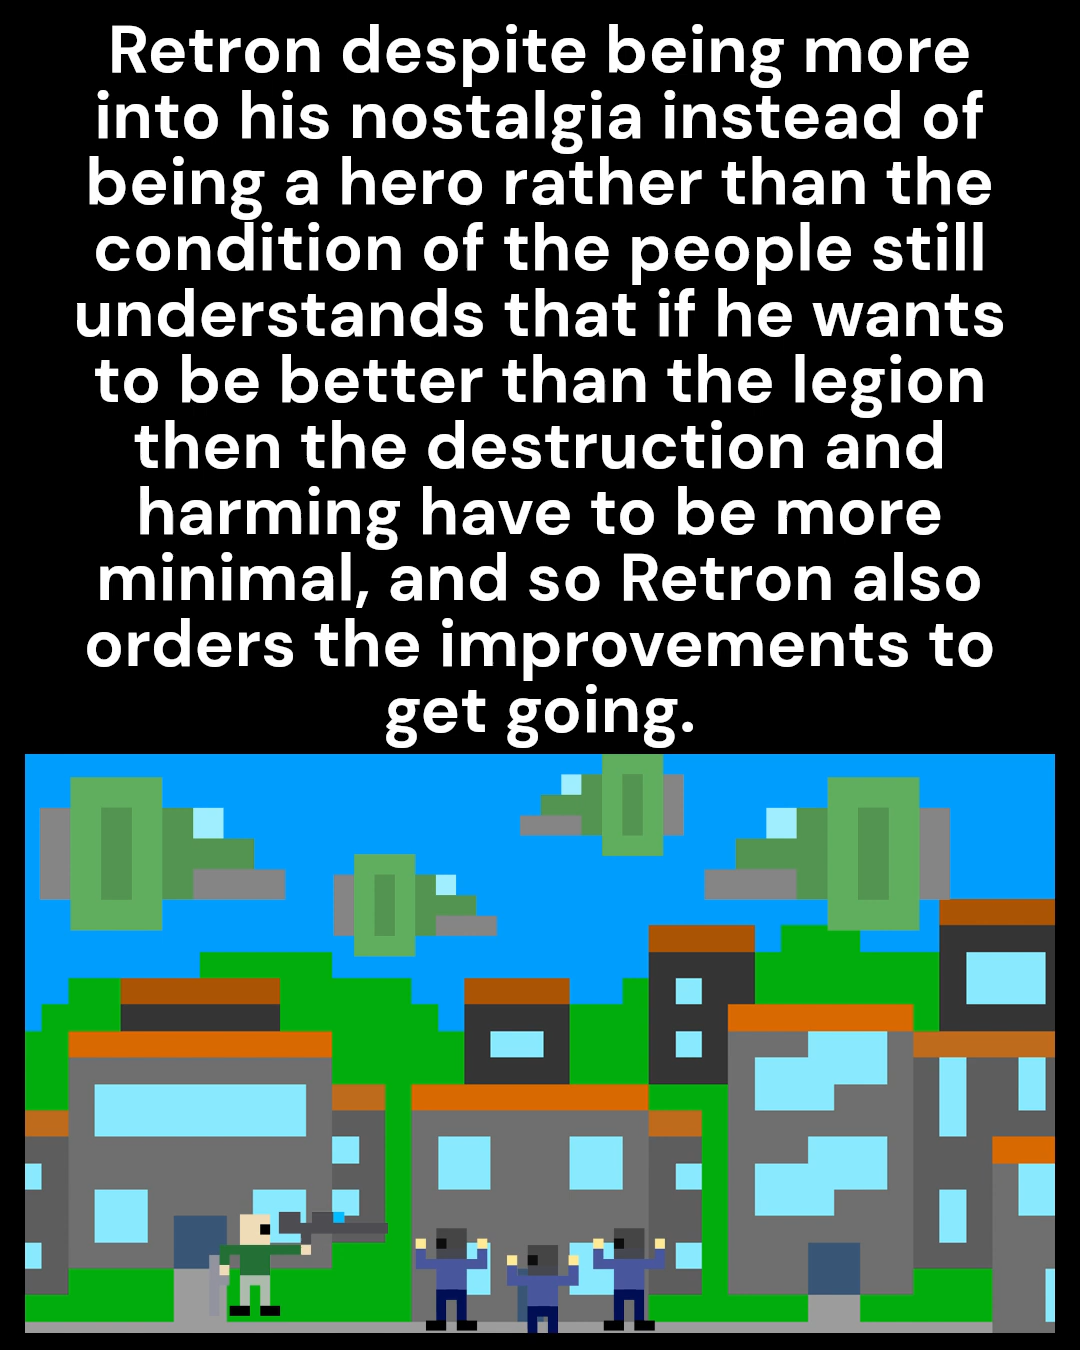 Retron despite being more
into his nostalgia instead of
being a hero rather than the
condition of the people still
understands that if he wants
to be better than the legion
then the destruction and
harming have to be more
minimal, and so Retron also
orders the improvements to
get going.